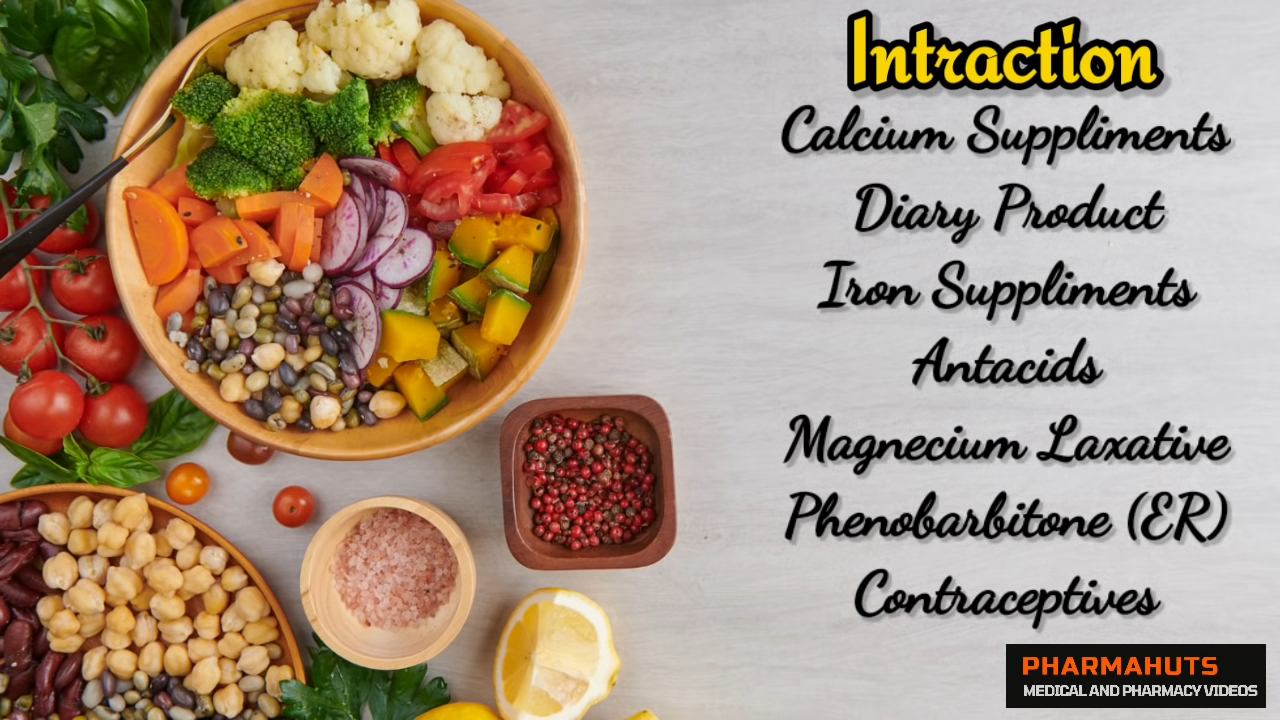 Intraction
Calcium Suppliments
Diary Product
Iron Suppliments
Antacids
Magnecium Laxative
Phenobarbitone (ER)
Contraceptives
PHARMAHUTS
MEDICAL AND PHARMACY VIDEOS